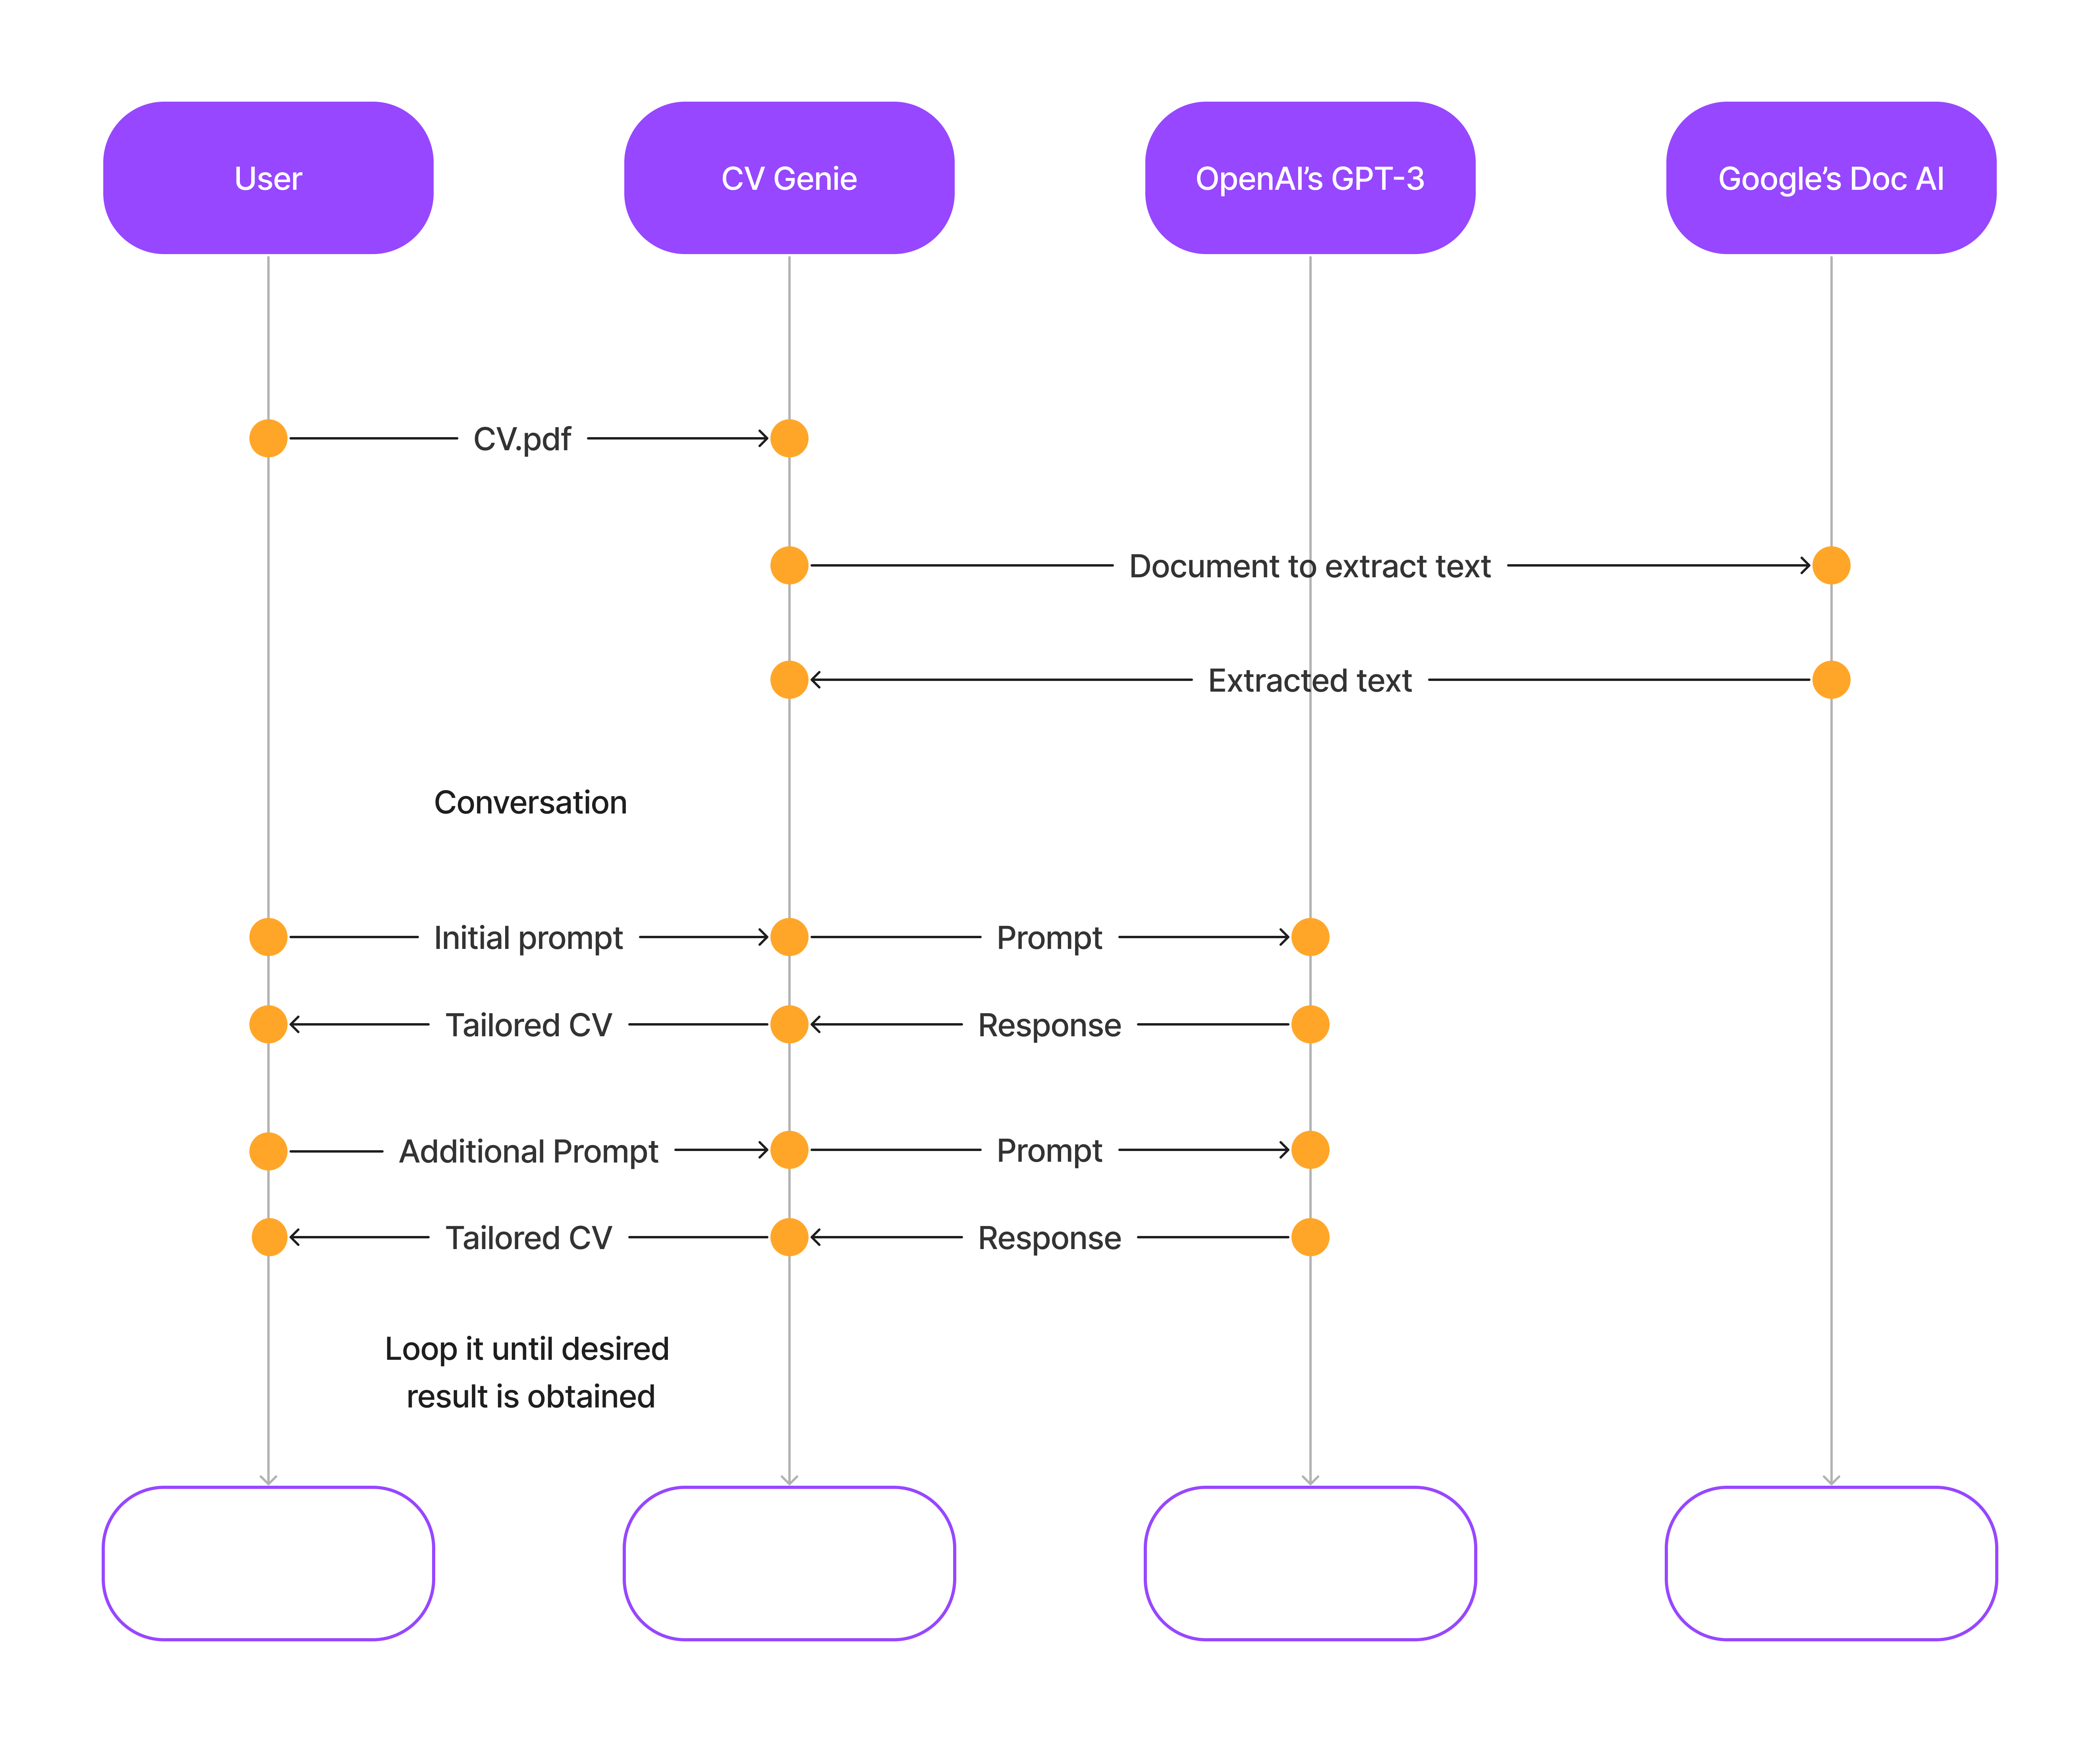 User
CV Genie
OpenAI’s GPT-3
Google’s Doc AI
CV.pdf
Document to extract text
Extracted text
Conversation
Initial prompt
Prompt
Tailored CV
Response
Additional Prompt
Prompt
Tailored CV
Response
Loop it until desired
result is obtained